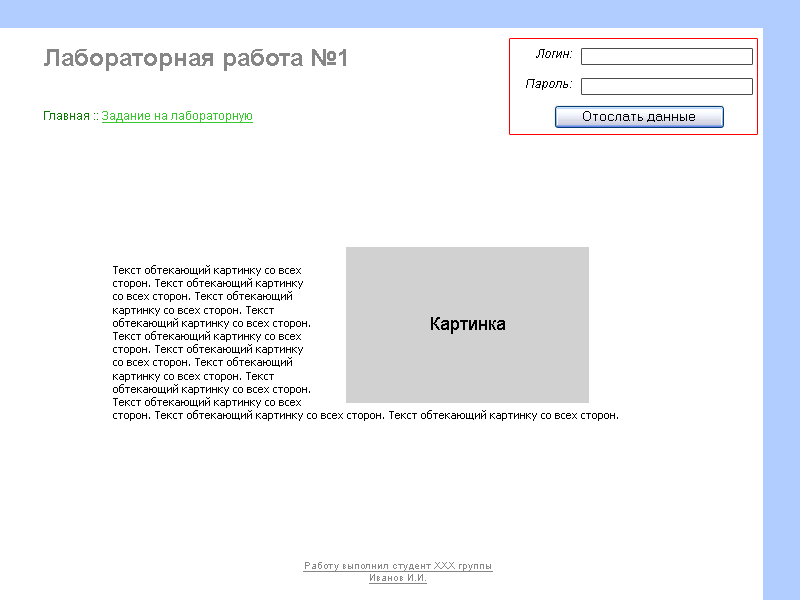 Лабораторная работа №1
Логин:
Пароль:
Отослать данные
Главная :: Задание на лабораторную
Текст обтекающий картинку со всех
сторон. Текст обтекающий картинку
со всех сторон. Текст обтекающий
картинку со всех сторон. Текст
обтекающий картинку со всех сторон.
Текст обтекающий картинку со всех
сторон. Текст обтекающий картинку
со всех сторон. Текст обтекающий
картинку со всех сторон. Текст
обтекающий картинку со всех сторон.
Текст обтекающий картинку со всех
сторон. Текст обтекающий картинку со всех сторон. Текст обтекающий картинку со всех сторон.
Картинка
Работу выполнил студент XXX группы
Иванов И.И.